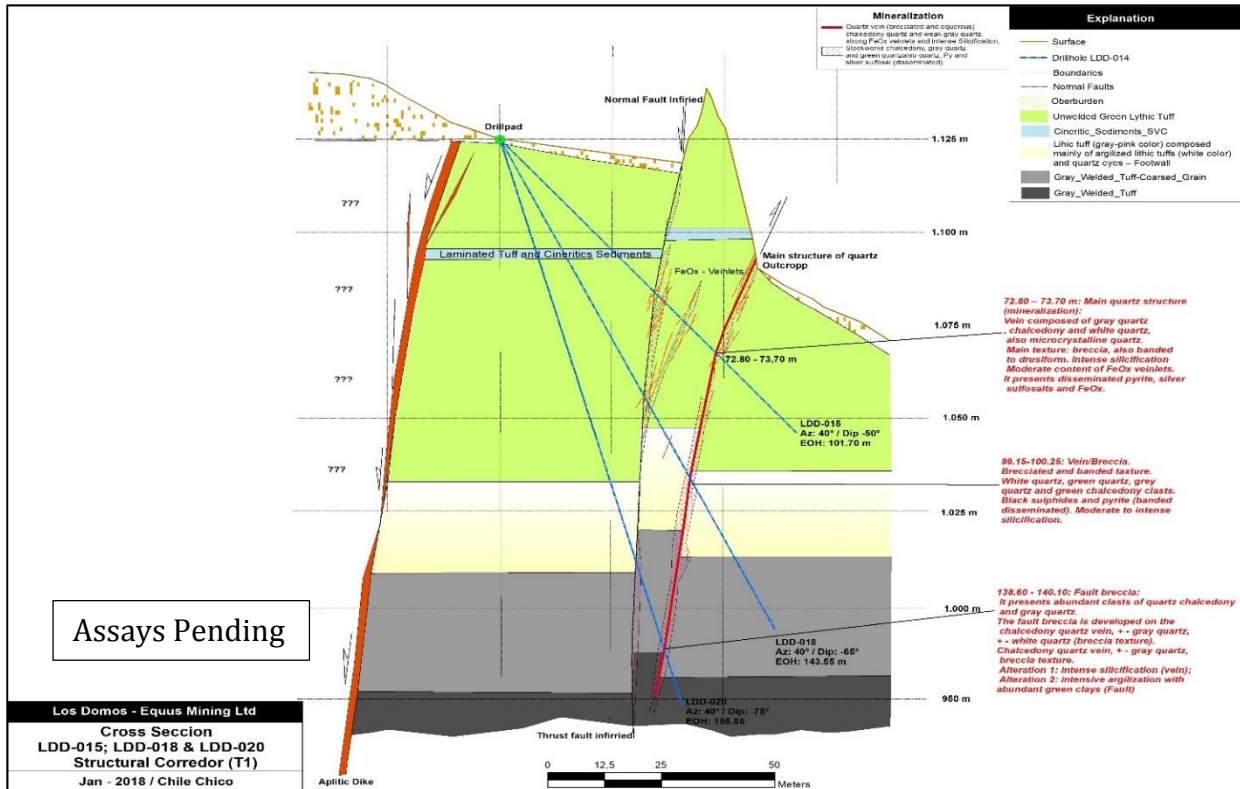 Mineralization
Quartz vein (brecciated and
chalcedony quartz and weak gray quartz,
strong FeOx veinlets and intense Silicification.
Stockworks chalcedony, gray quartz
and green quartzalso quartz, Py and
silver sulfosal (disseminated)
Explanation
Surface
Drillhole LDD-014
Boundaries
Normal Faults
Oberburden
Unwelded Green Lythic Tuff
Cineritic_Sediments_SVC
Lihic tuff (gray-pink color) composed
mainly of argilized lithic tuffs (white color)
and quartz eyes – Footwall
Gray_Welded_Tuff-Coarsed_Grain
Gray_Welded_Tuff
Normal Fault Infiried
Drillpad
1.125 m
???
1.100 m
???
Laminated Tuff and Cineritics Sediments
Main structure of quartz
Outcropp
FeOx - Veinlets
1.075 m
???
72.80 - 73,70 m
72.80 – 73.70 m: Main quartz structure
(mineralization):
Vein composed of gray quartz
, chalcedony and white quartz,
also microcrystalline quartz.
Main texture: breccia, also banded
to drusiform. Intense silicification
Moderate content of FeOx veinlets.
It presents disseminated pyrite, silver
sulfosalts and FeOx.
1.050 m
LDD-015
Az: 40° / Dip -50°
EOH: 101.70 m
???
99.15-100.25: Vein/Breccia.
Brecciated and banded taxture.
White quartz, green quartz, grey
quartz and green chalcedony clasts.
Black sulphides and pyrite (banded
disseminated). Moderate to intense
silicification.
1.025 m
1.000 m
138.60 - 140.10: Fault breccia:
It presents abundant clasts of quartz chalcedony
and gray quartz.
The fault breccia is developed on the
chalcedony quartz vein, + - gray quartz,
+ - white quartz (breccia texture).
Chalcedony quartz vein, + - gray quartz,
breccia texture.
Alteration 1: Intense silicification (vein);
Alteration 2: intensive argilization with
abundant green clays (Fault)
LDD-018
Az: 40° / Dip: -65°
EOH: 143.55 m
Assays Pending
950 m
LDD-020
Az: 40° / Dip: -75°
EOH: 155.55
Thrust fault infirried
Los Domos - Equus Mining Ltd
Cross Seccion
LDD-015; LDD-018 & LDD-020
Structural Corredor (T1)
Jan - 2018 / Chile Chico
Aplitic Dike
0 12.5 25 50
Meters